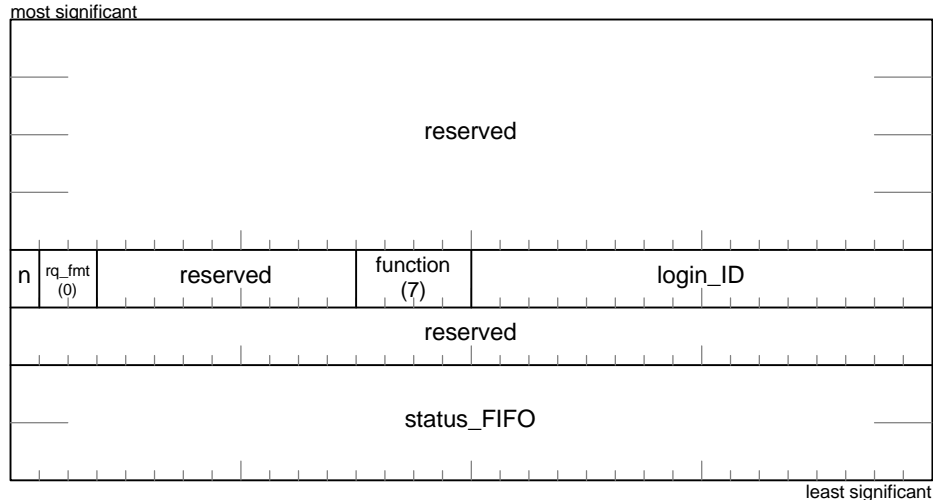 most significant
reserved
n rq_fmt (0) reserved function (7) login_ID
reserved
status_FIFO
least significant